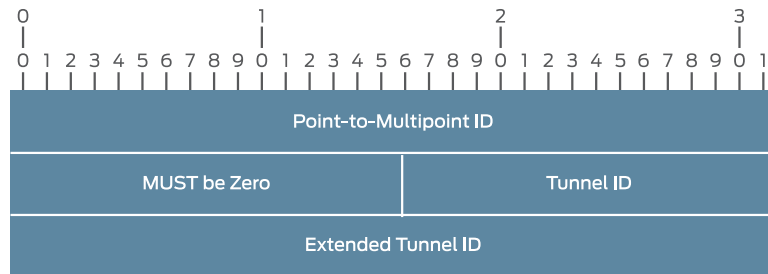 0 1 2 3
0 1 2 3 4 5 6 7 8 9 0 1 2 3 4 5 6 7 8 9 0 1 2 3 4 5 6 7 8 9 0 1
Point-to-Multipoint ID
MUST be Zero Tunnel ID
Extended Tunnel ID